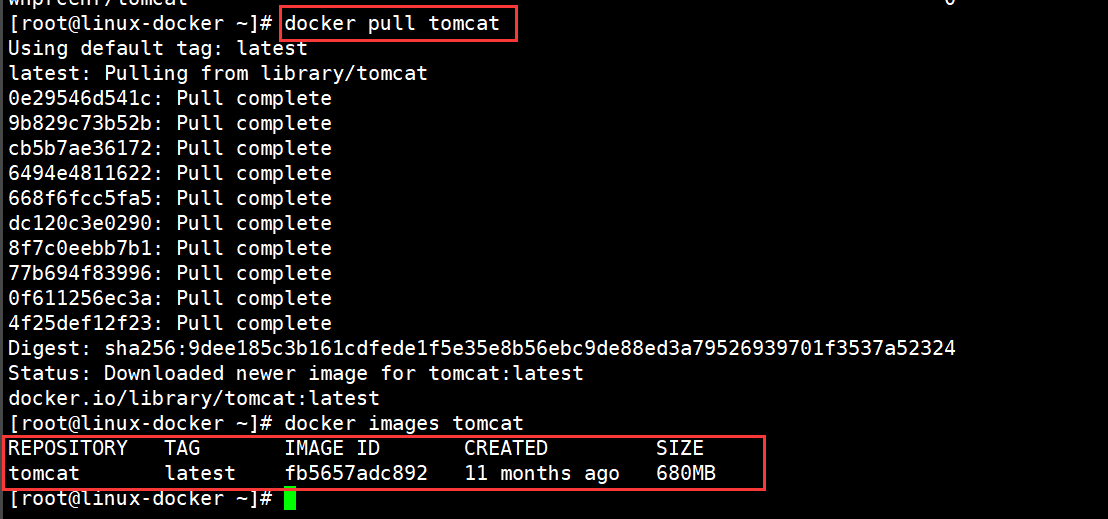 [root@linux-docker ~]# docker pull tomcat
Using default tag: latest
latest: Pulling from library/tomcat
0e29546d541c: Pull complete
9b829c73b52b: Pull complete
cb5b7ae36172: Pull complete
6494e4811622: Pull complete
668f6fcc5fa5: Pull complete
dc120c3e0290: Pull complete
8f7c0eebb7b1: Pull complete
77b694f83996: Pull complete
0f611256ec3a: Pull complete
4f25def12f23: Pull complete
Digest: sha256:9dee185c3b161cdfede1f5e35e8b56ebc9de88ed3a79526939701f3537a52324
Status: Downloaded newer image for tomcat:latest
docker.io/library/tomcat:latest
[root@linux-docker ~]# docker images tomcat
REPOSITORY   TAG       IMAGE ID       CREATED         SIZE
tomcat       latest    fb5657adc892   11 months ago   680MB
[root@linux-docker ~]#